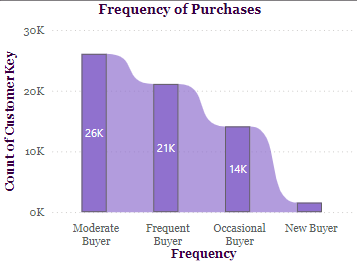 Frequency of Purchases
Count of CustomerKey
30K
20K
10K
0K
26K
21K
14K
Moderate
Buyer
Frequent
Buyer
Occasional
Buyer
New Buyer
Frequency